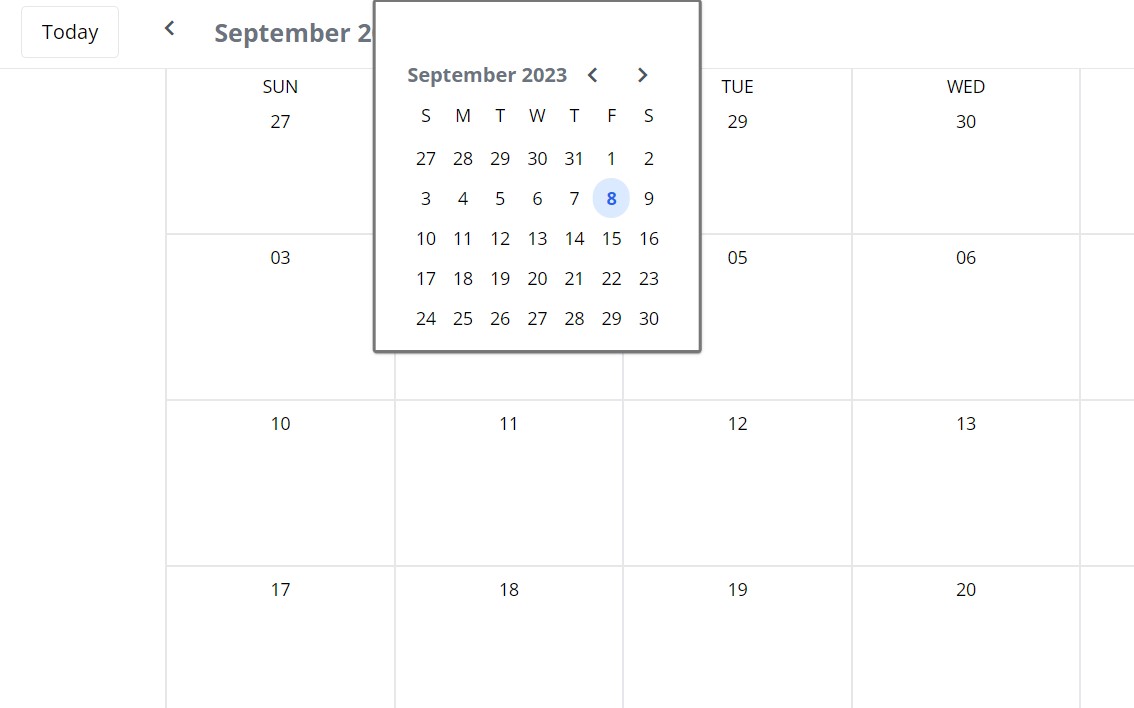 Today
September 2
September 2023
S M T W T F S
27 28 29 30 31 1 2
3 4 5 6 7 8 9
10 11 12 13 14 15 16
17 18 19 20 21 22 23
24 25 26 27 28 29 30
SUN TUE WED
27 29 30
03 05 06
10 11 12 13
17 18 19 20